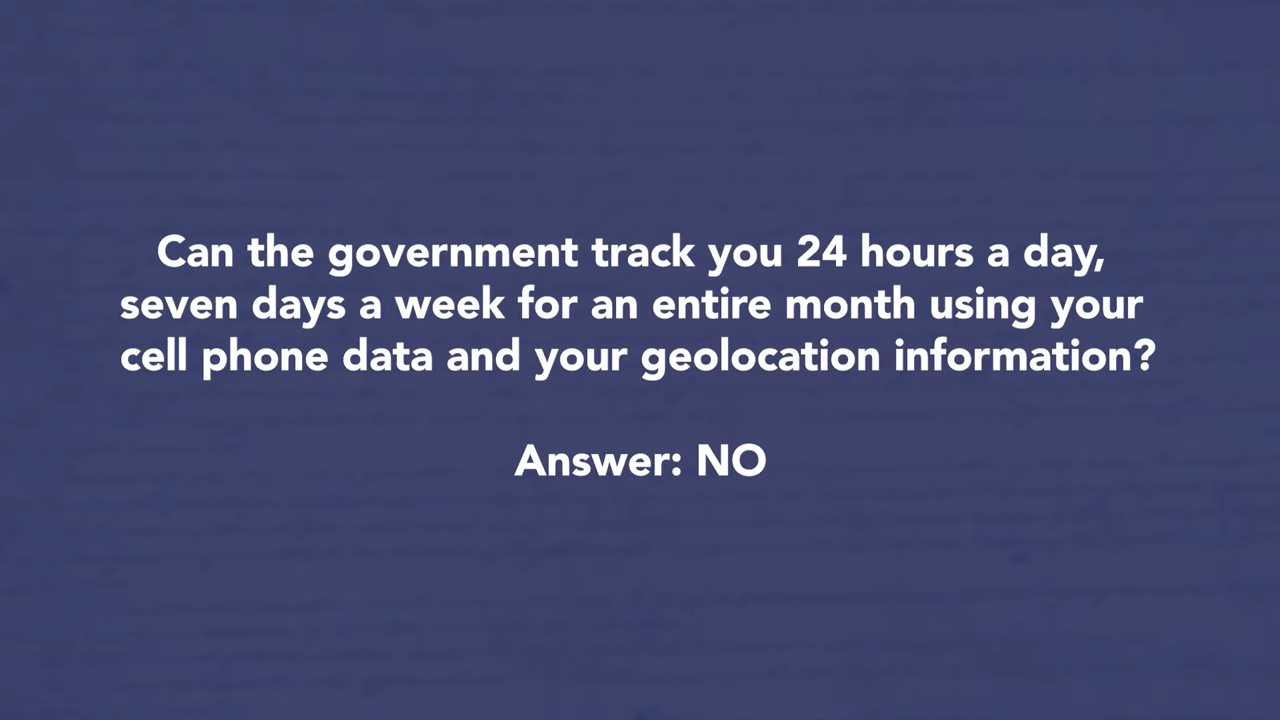 Can the government track you 24 hours a day,
seven days a week for an entire month using your
cell phone data and your geolocation information?
Answer: NO